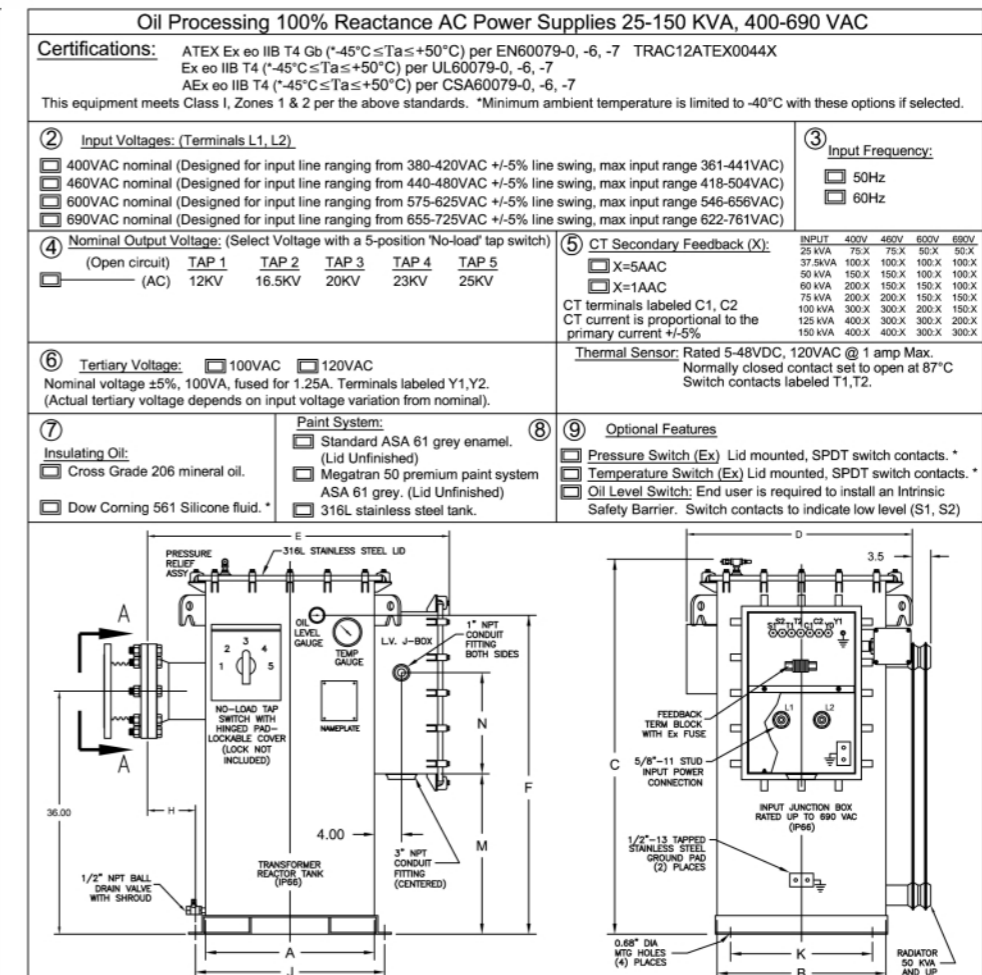 Oil Processing 100% Reactance AC Power Supplies 25-150 KVA, 400-690 VAC
Certifications: ATEX Ex eo IIB T4 Gb (*-45°C≤Ta≤+50°C) per EN60079-0, -6, -7 TRAC12ATEX0044X
Ex eo IIB T4 (*-45°C≤Ta≤+50°C) per UL60079-0, -6, -7
AEx eo IIB T4 (*-45°C≤Ta≤+50°C) per CSA60079-0, -6, -7
This equipment meets Class I, Zones 1 & 2 per the above standards. *Minimum ambient temperature is limited to -40°C with these options if selected.
② Input Voltages: (Terminals L1, L2)
400VAC nominal (Designed for input line ranging from 380-420VAC +/-5% line swing, max input range 361-441VAC)
460VAC nominal (Designed for input line ranging from 440-480VAC +/-5% line swing, max input range 418-504VAC)
600VAC nominal (Designed for input line ranging from 575-625VAC +/-5% line swing, max input range 546-656VAC)
690VAC nominal (Designed for input line ranging from 655-725VAC +/-5% line swing, max input range 622-761VAC)
③ Input Frequency:
50Hz
60Hz
④ Nominal Output Voltage: (Select Voltage with a 5-position 'No-load' tap switch)
(Open circuit) TAP 1 TAP 2 TAP 3 TAP 4 TAP 5
(AC) 12KV 16.5KV 20KV 23KV 25KV
⑤ CT Secondary Feedback (X):
X=5AAC
X=1AAC
CT terminals labeled C1, C2
CT current is proportional to the
primary current +/-5%
INPUT 400V 460V 600V 690V
25 kVA 75:X 75:X 50:X 50:X
37.5kVA 100:X 100:X 100:X 100:X
50 kVA 150:X 150:X 100:X 100:X
60 kVA 200:X 150:X 150:X 100:X
75 kVA 200:X 200:X 150:X 150:X
100 kVA 300:X 300:X 200:X 150:X
125 kVA 400:X 300:X 300:X 200:X
150 kVA 400:X 400:X 300:X 300:X
⑥ Tertiary Voltage: 100VAC 120VAC
Nominal voltage ±5%, 100VA, fused for 1.25A. Terminals labeled Y1,Y2.
(Actual tertiary voltage depends on input voltage variation from nominal).
Thermal Sensor: Rated 5-48VDC, 120VAC @ 1 amp Max.
Normally closed contact set to open at 87°C
Switch contacts labeled T1,T2.
⑦
Insulating Oil:
Cross Grade 206 mineral oil.
Dow Corning 561 Silicone fluid. *
Paint System: ⑧
Standard ASA 61 grey enamel.
(Lid Unfinished)
Megatran 50 premium paint system
ASA 61 grey. (Lid Unfinished)
316L stainless steel tank.
⑨ Optional Features
Pressure Switch (Ex) Lid mounted, SPDT switch contacts. *
Temperature Switch (Ex) Lid mounted, SPDT switch contacts. *
Oil Level Switch: End user is required to install an Intrinsic
Safety Barrier. Switch contacts to indicate low level (S1, S2)
E
PRESSURE
RELIEF
ASSY
316L STAINLESS STEEL LID
A
A
1 2 3 4 5
OIL
LEVEL
GAUGE
TEMP
GAUGE
L.V. J-BOX
1" NPT
CONDUIT
FITTING
BOTH SIDES
NO-LOAD TAP
SWITCH WITH
HINGED PAD-
LOCKABLE COVER
(LOCK NOT
INCLUDED)
NAMEPLATE
N
F
H
36.00
4.00
M
3" NPT
CONDUIT
FITTING
(CENTERED)
TRANSFORMER
REACTOR TANK
(IP66)
1/2" NPT BALL
DRAIN VALVE
WITH SHROUD
A
J
D
3.5
S1 S2 T1 T2 C1 C2 Y1
L1 L2
FEEDBACK
TERM BLOCK
WITH Ex FUSE
C
5/8"-11 STUD
INPUT POWER
CONNECTION
INPUT JUNCTION BOX
RATED UP TO 690 VAC
(IP66)
1/2"-13 TAPPED
STAINLESS STEEL
GROUND PAD
(2) PLACES
0.68" DIA
MTG HOLES
(4) PLACES
K
B
RADIATOR
50 KVA
AND UP